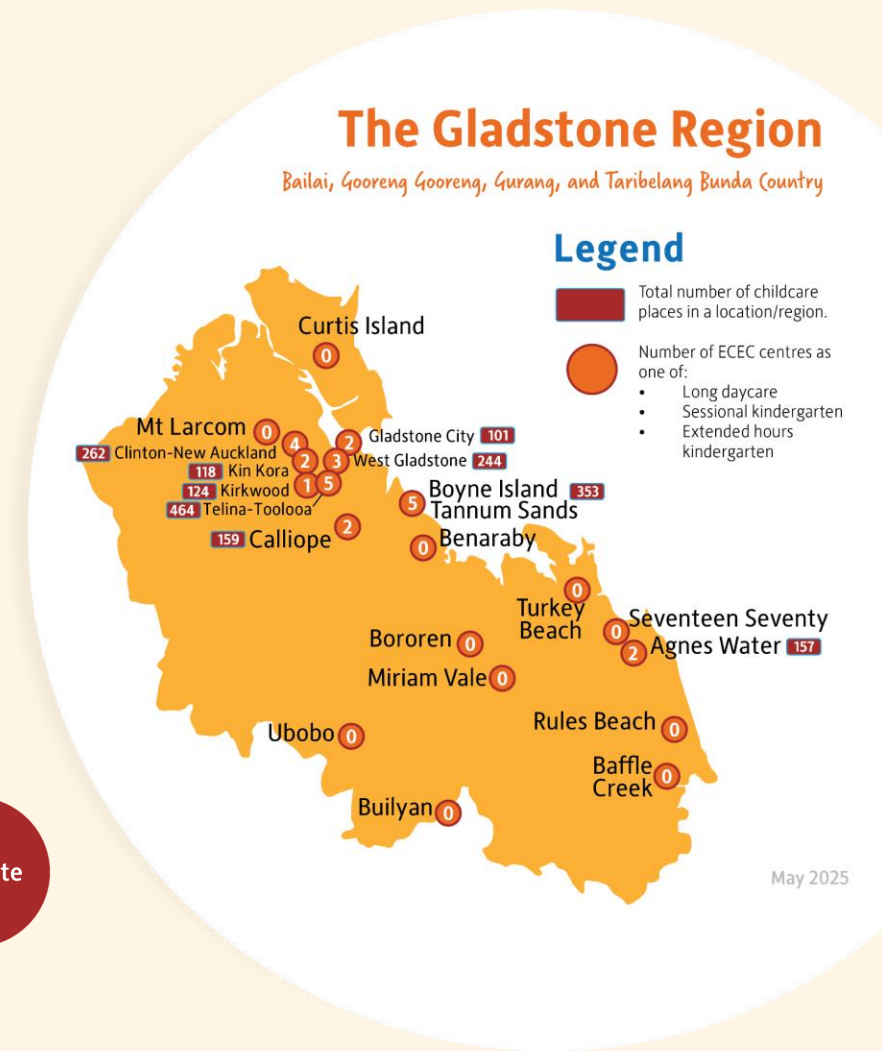 The Gladstone Region
Bailai, Gooreng Gooreng, Gurang, and Taribelang Bunda Country
Legend
Total number of childcare
places in a location/region.
Number of ECEC centres as
one of:
• Long daycare
• Sessional kindergarten
• Extended hours
kindergarten
Curtis Island
0
Mt Larcom 0
262 Clinton-New Auckland 4
118 Kin Kora 2
124 Kirkwood 1
464 Telina-Toolooa 5
2 Gladstone City 101
3 West Gladstone 244
159 Calliope 2
5 Boyne Island 353
Tannum Sands
0 Benaraby
0
Turkey
Beach
0 Seventeen Seventy
2 Agnes Water 157
Bororen 0
Miriam Vale 0
Ubobo 0
Rules Beach 0
Baffle
Creek 0
Builyan 0
te
May 2025